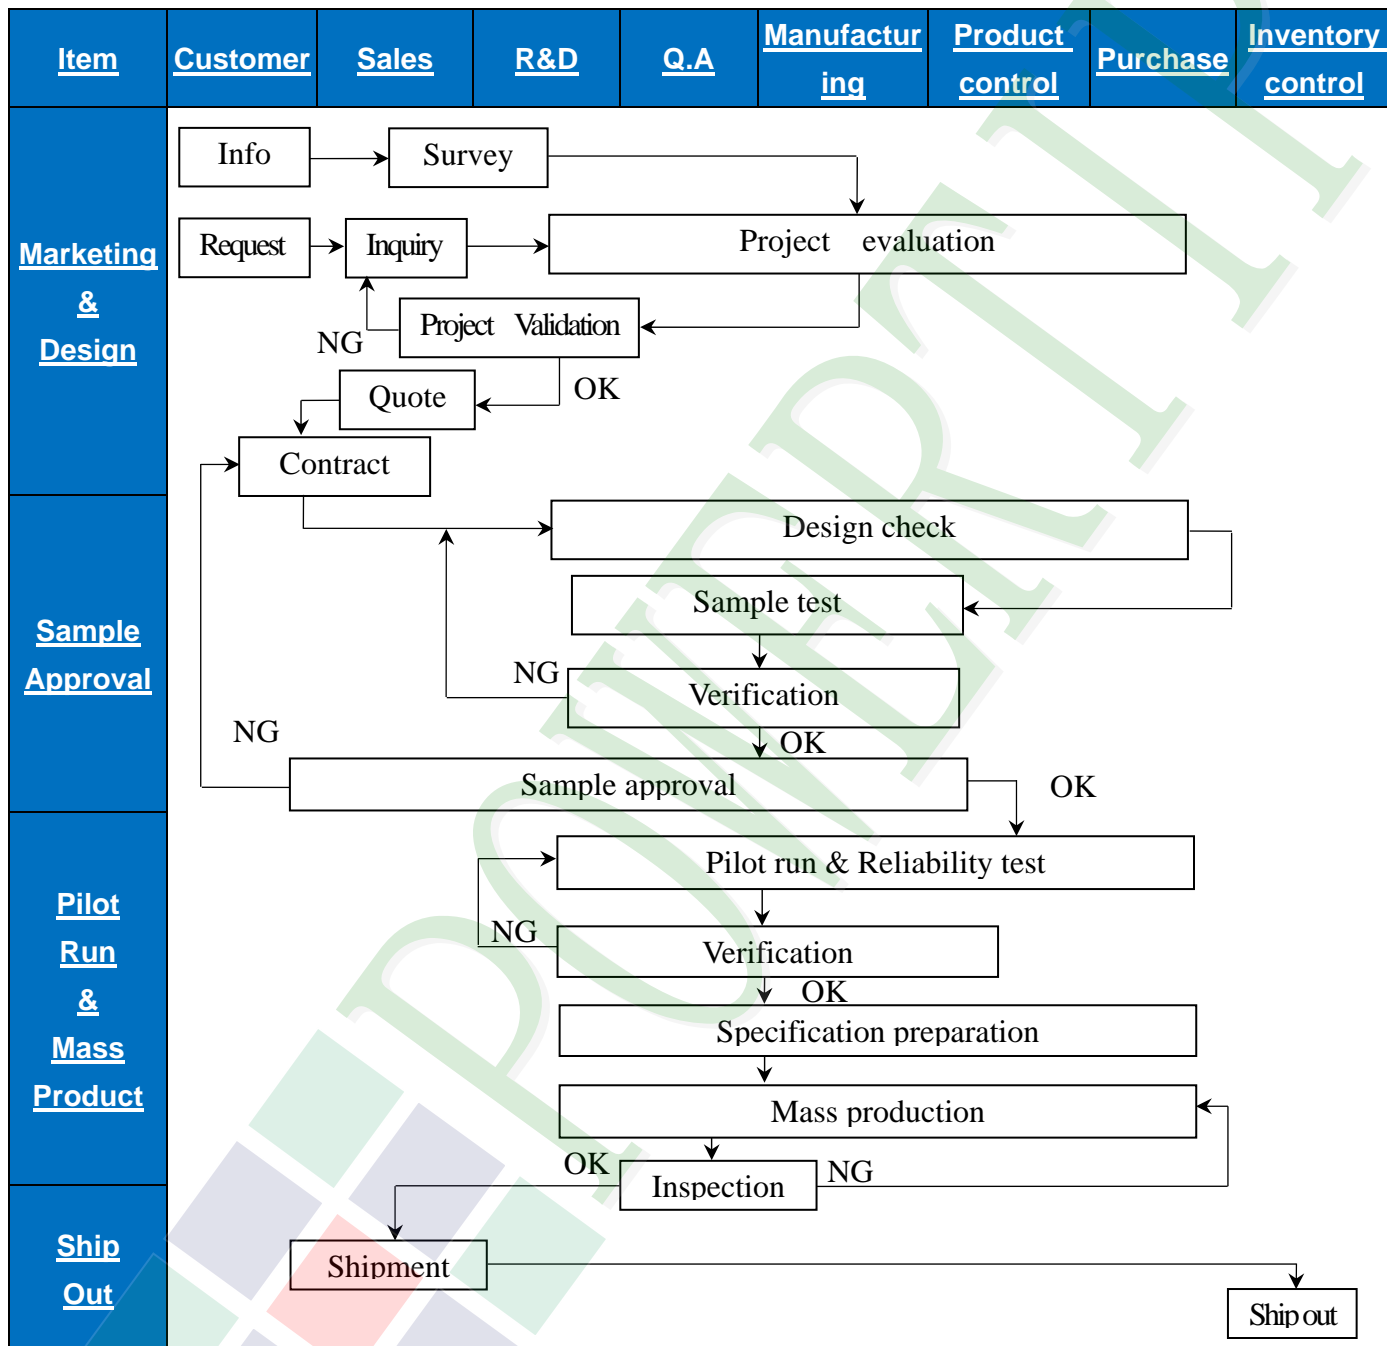 Item
Customer
Sales
R&D
Q.A
Manufactur
ing
Product
control
Purchase
Inventory
control
Marketing
&
Design
Info
Survey
Request
Inquiry
Project evaluation
NG
Project Validation
Quote
OK
Contract
Sample
Approval
Design check
Sample test
NG
Verification
NG
OK
Sample approval
OK
Pilot
Run
&
Mass
Product
Pilot run & Reliability test
NG
Verification
OK
Specification preparation
Mass production
OK
Inspection
NG
Ship
Out
Shipment
Ship out
POWERTIP